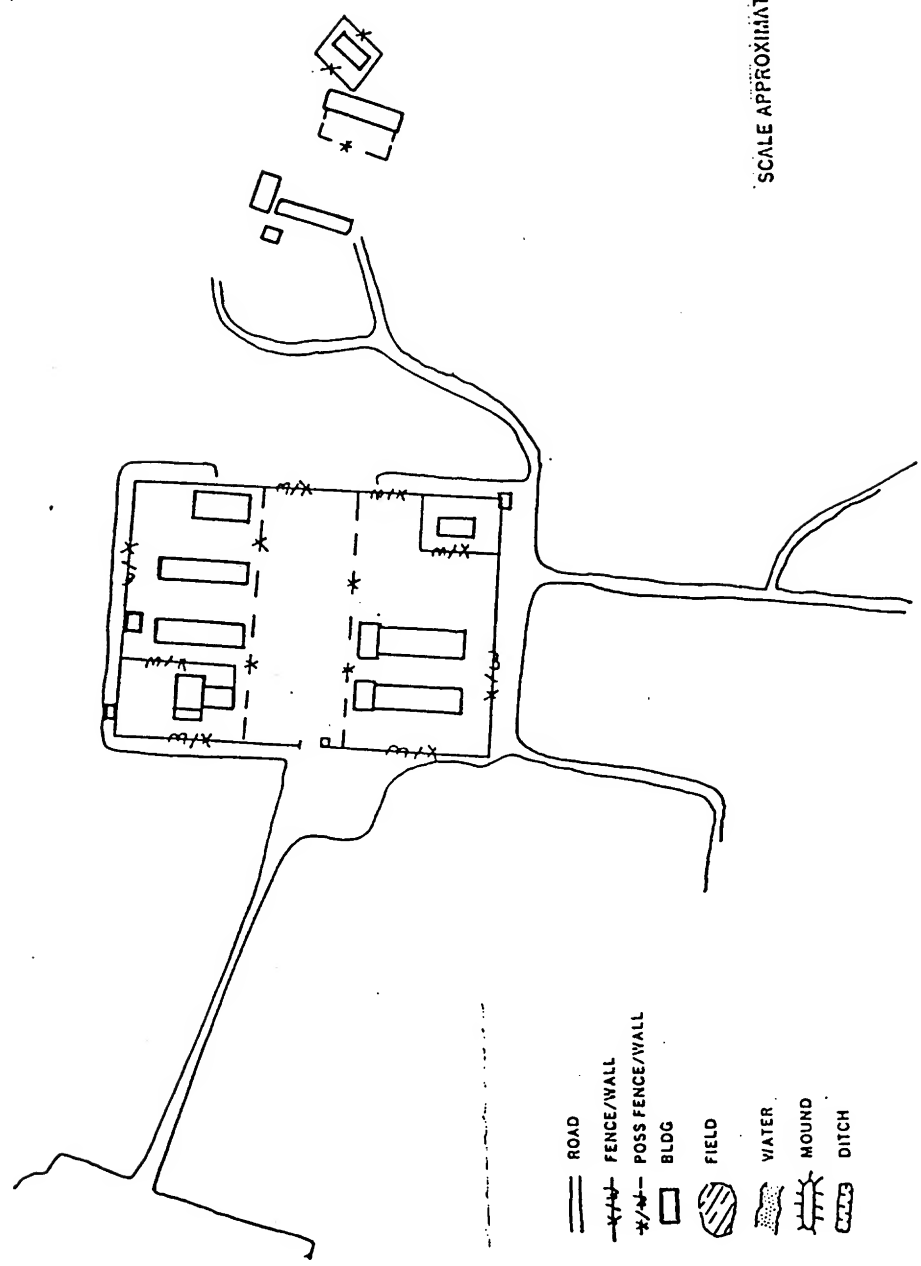 SCALE APPROXIMAT
ROAD
FENCE/WALL
POSS FENCE/WALL
BLDG
FIELD
WATER
MOUND
DITCH